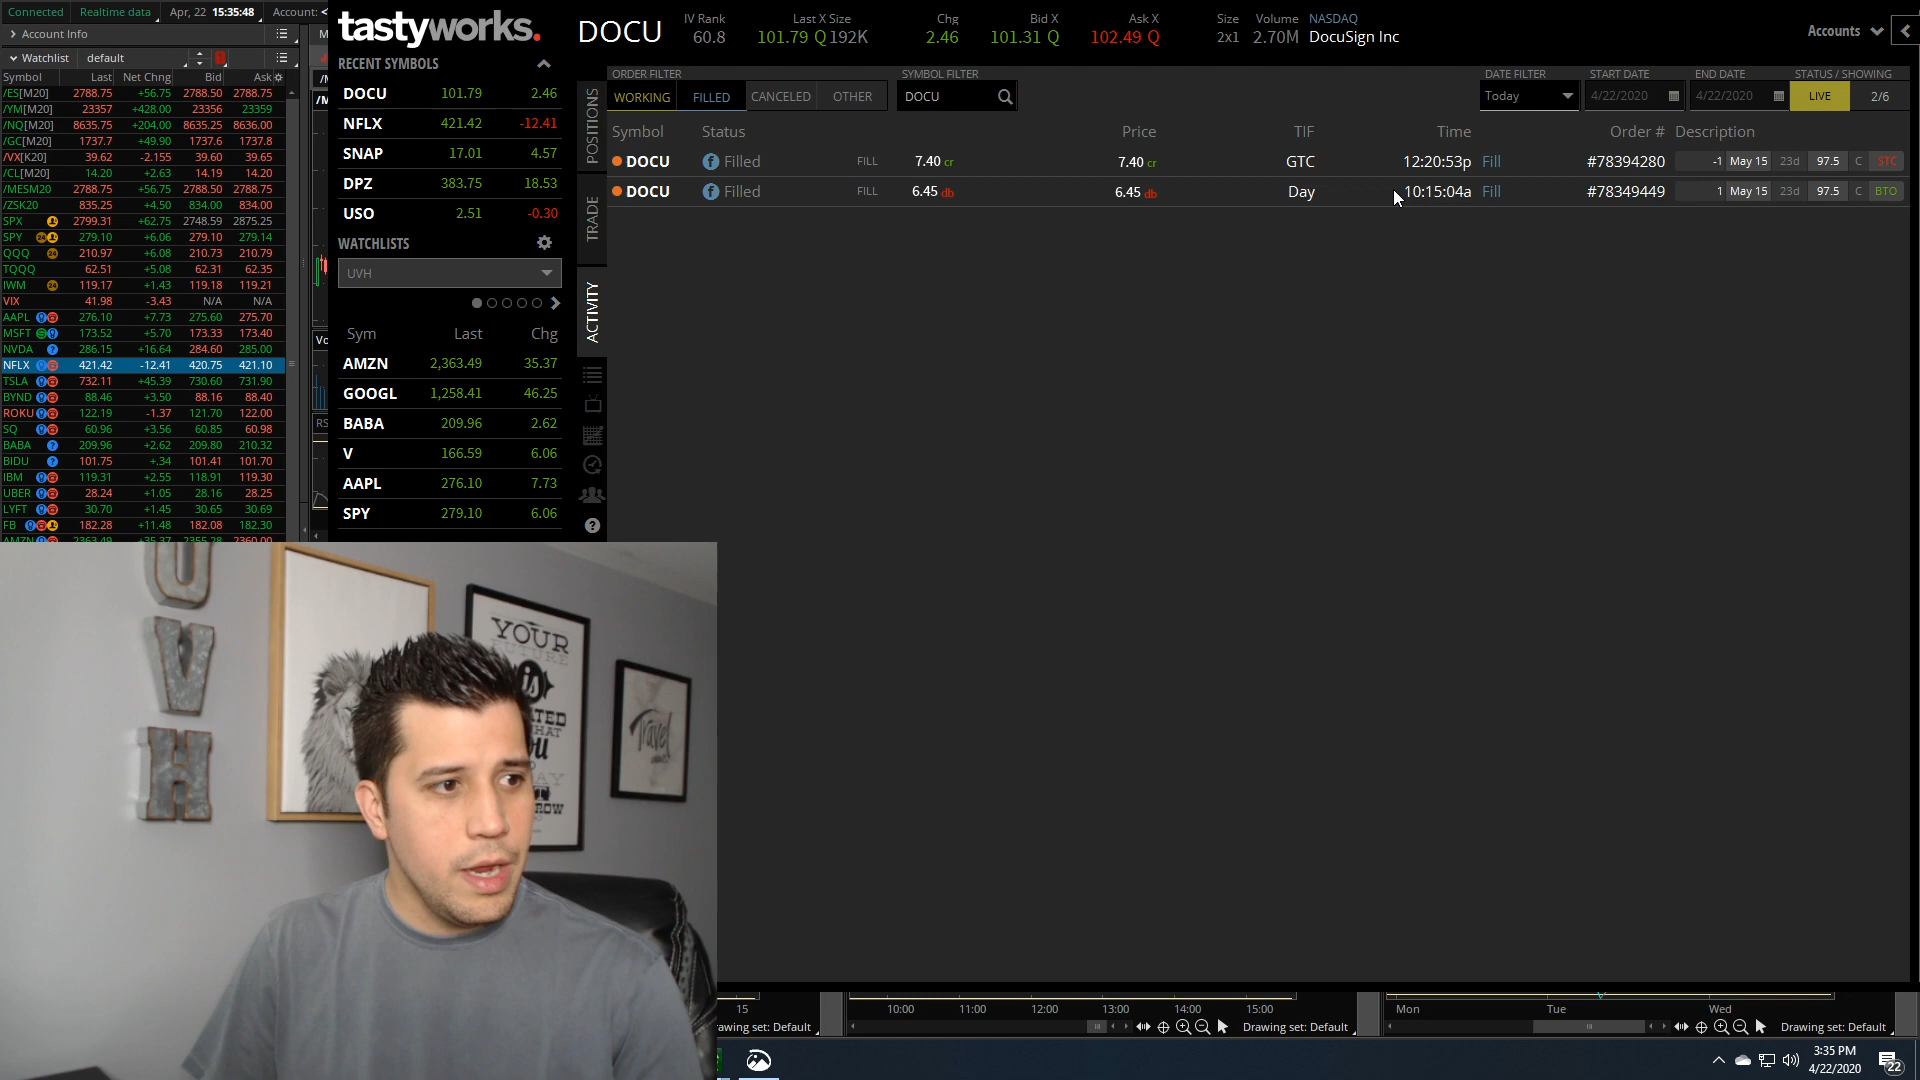 Connected Realtime data Apr, 22 15:35:48 Account: <
Account Info
Watchlist default 1
Symbol Last Net Chng Bid Ask
/ES[M20] 2788.75 +56.75 2788.50 2788.75
/YM[M20] 23357 +428.00 23356 23359
/NQ[M20] 8635.75 +204.00 8635.25 8636.00
/GC[M20] 1737.7 +49.90 1737.6 1737.8
/VX[K20] 39.62 -2.155 39.60 39.65
/CL[M20] 14.20 +2.63 14.19 14.20
/MESM20 2788.75 +56.75 2788.50 2788.75
/ZSK20 835.25 +4.50 834.00 834.00
SPX 2799.31 +62.75 2748.59 2875.25
SPY 279.10 +6.06 279.10 279.14
QQQ 210.97 +6.08 210.73 210.79
TQQQ 62.51 +5.08 62.31 62.35
IWM 119.17 +1.43 119.18 119.21
VIX 41.98 -3.43 N/A N/A
AAPL 276.10 +7.73 275.60 275.70
MSFT 173.52 +5.70 173.33 173.40
NVDA 286.15 +16.64 284.60 285.00
NFLX 421.42 -12.41 420.75 421.10
TSLA 732.11 +45.39 730.60 731.90
BYND 88.46 +3.50 88.16 88.40
ROKU 122.19 -1.37 121.70 122.00
SQ 60.96 +3.56 60.85 60.98
BABA 209.96 +2.62 209.80 210.32
BIDU 101.75 +.34 101.41 101.70
IBM 119.31 +2.55 118.91 119.30
UBER 28.24 +1.05 28.16 28.25
LYFT 30.70 +1.45 30.65 30.69
FB 182.28 +11.48 182.08 182.30
AMZN 2363.49 +35.37 2355.28 2360.00
tastyworks.
RECENT SYMBOLS
DOCU 101.79 2.46
NFLX 421.42 -12.41
SNAP 17.01 4.57
DPZ 383.75 18.53
USO 2.51 -0.30
WATCHLISTS
UVH
Sym Last Chg
AMZN 2,363.49 35.37
GOOGL 1,258.41 46.25
BABA 209.96 2.62
V 166.59 6.06
AAPL 276.10 7.73
SPY 279.10 6.06
POSITIONS
TRADE
ACTIVITY
DOCU
IV Rank Last X Size Chg Bid X Ask X Size Volume NASDAQ
60.8 101.79 Q 192K 2.46 101.31 Q 102.49 Q 2x1 2.70M DocuSign Inc
Accounts
ORDER FILTER SYMBOL FILTER DATE FILTER START DATE END DATE STATUS / SHOWING
WORKING FILLED CANCELED OTHER DOCU Today 4/22/2020 4/22/2020 LIVE 2/6
Symbol Status Price TIF Time Order # Description
DOCU f Filled FILL 7.40 cr 7.40 cr GTC 12:20:53p Fill #78394280 -1 May 15 23d 97.5 C STC
DOCU f Filled FILL 6.45 db 6.45 db Day 10:15:04a Fill #78349449 1 May 15 23d 97.5 C BTO
U
V
H
YOUR
FUTURE
is
Travel
15 10:00 11:00 12:00 13:00 14:00 15:00 Mon Tue Wed
rawing set: Default Drawing set: Default Drawing set: Default
3:35 PM
4/22/2020
22